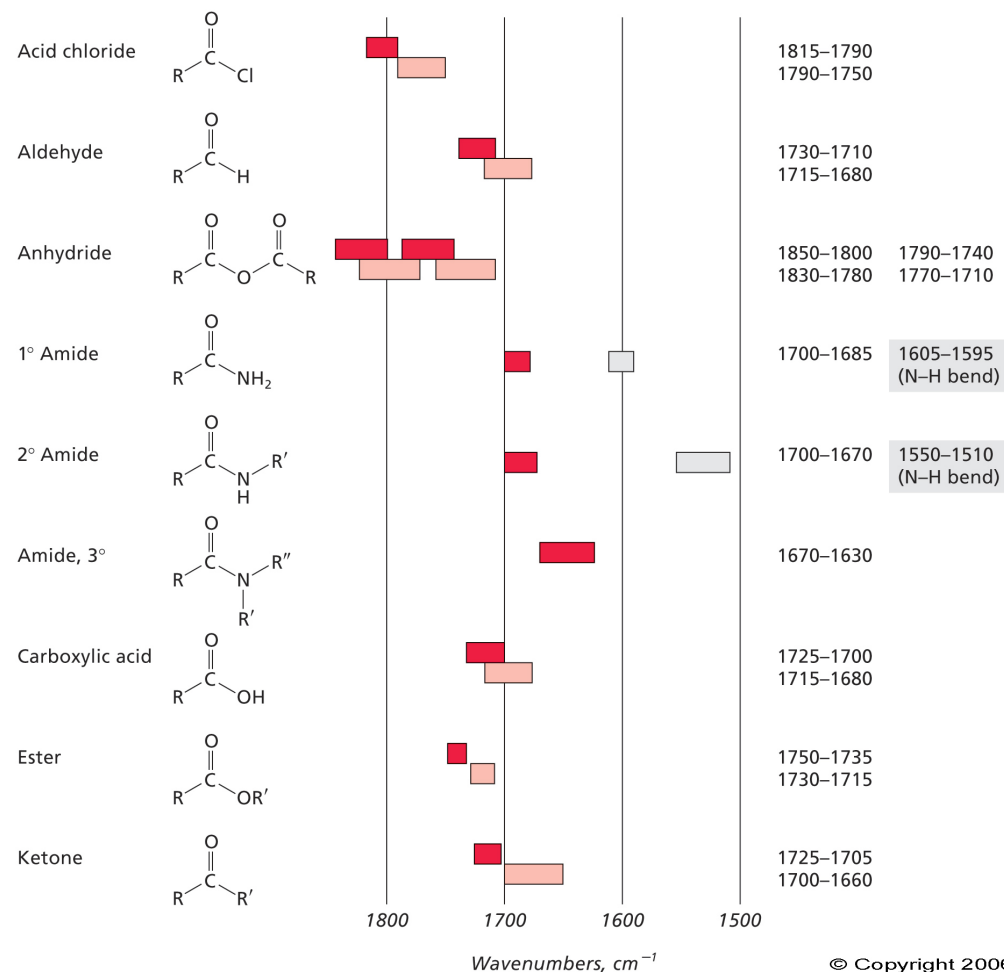 Acid chloride
O
C
R
Cl
1815–1790
1790–1750
Aldehyde
O
C
R
H
1730–1710
1715–1680
Anhydride
O O
C C
R O R
1850–1800 1790–1740
1830–1780 1770–1710
1° Amide
O
C
R
NH₂
1700–1685
1605–1595
(N–H bend)
2° Amide
O
C
R′
R
N
H
1700–1670
1550–1510
(N–H bend)
Amide, 3°
O
C
R″
R
N
R′
1670–1630
Carboxylic acid
O
C
R
OH
1725–1700
1715–1680
Ester
O
C
R
OR′
1750–1735
1730–1715
Ketone
O
C
R
R′
1725–1705
1700–1660
1800 1700 1600 1500
Wavenumbers, cm⁻¹
© Copyright 2006